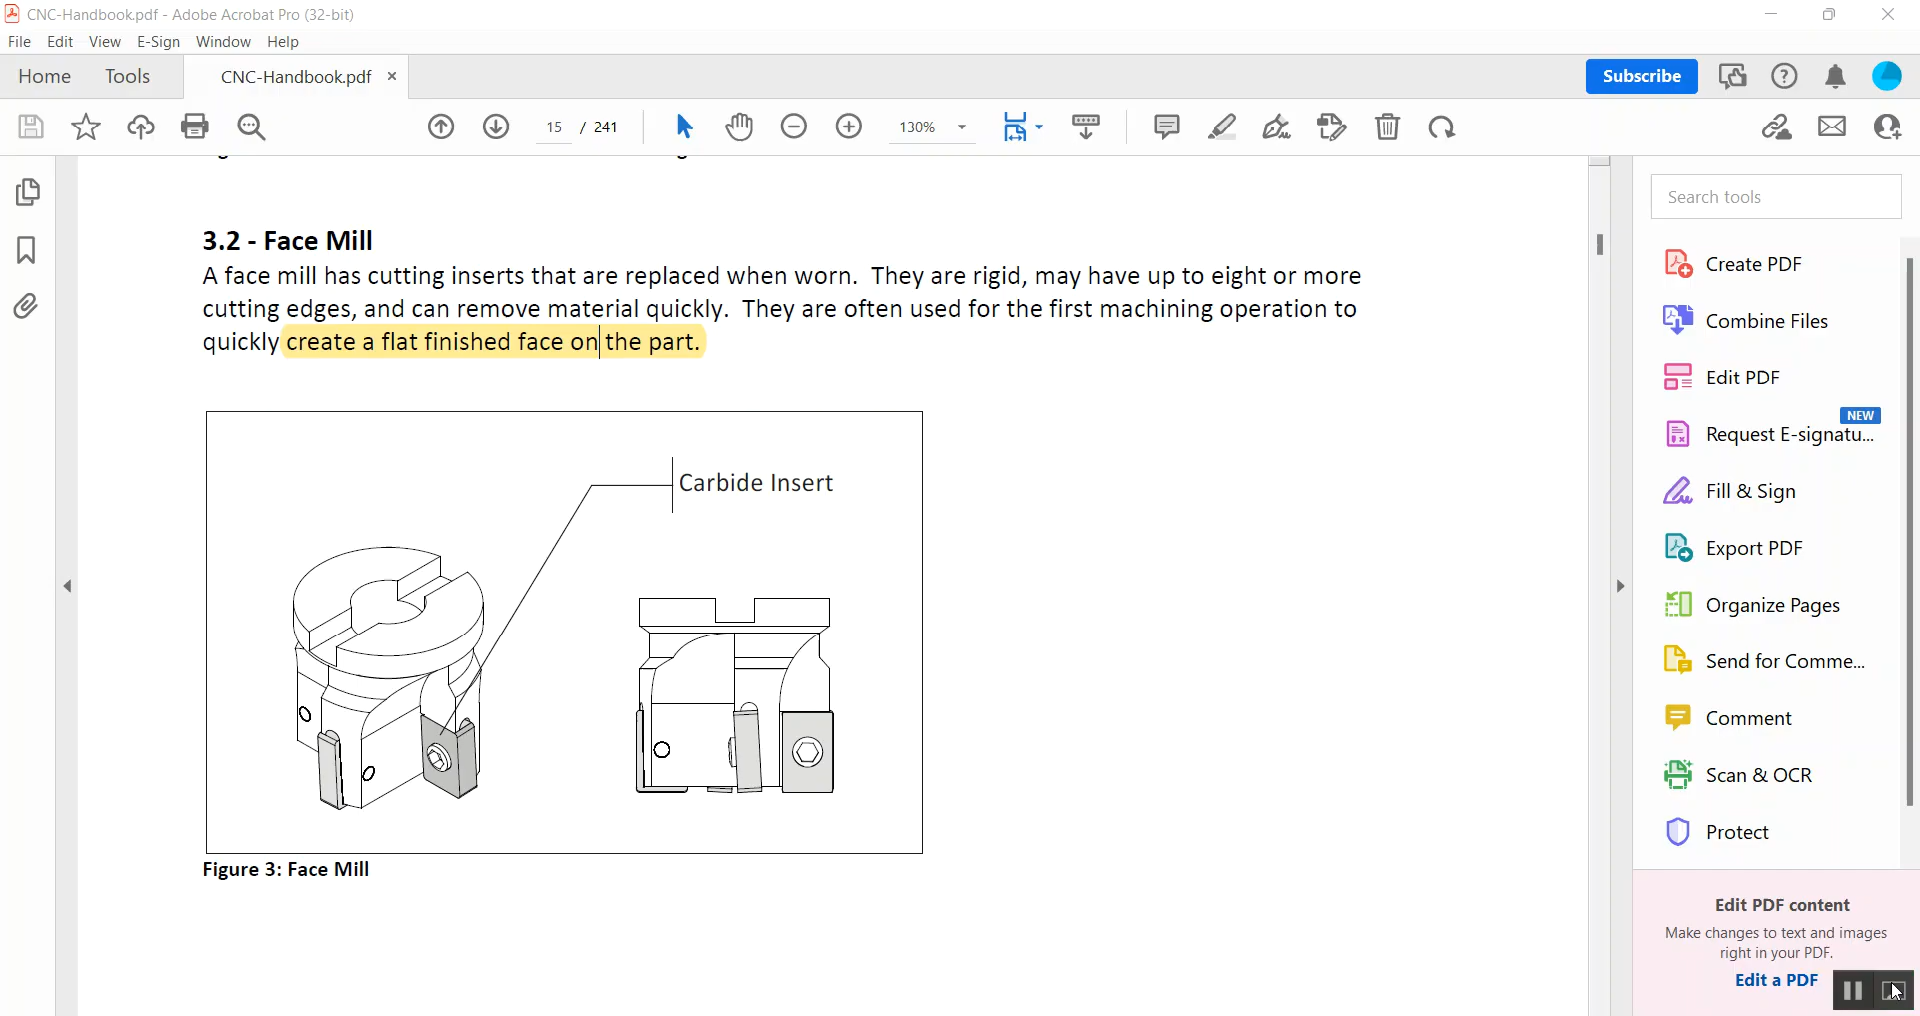 CNC-Handbook.pdf - Adobe Acrobat Pro (32-bit)
File Edit View E-Sign Window Help
Home Tools CNC-Handbook.pdf × Subscribe
15 / 241 130%
3.2 - Face Mill
A face mill has cutting inserts that are replaced when worn. They are rigid, may have up to eight or more
cutting edges, and can remove material quickly. They are often used for the first machining operation to
quickly create a flat finished face on the part.
Carbide Insert
Figure 3: Face Mill
Search tools
Create PDF
Combine Files
Edit PDF
NEW
Request E-signatu...
Fill & Sign
Export PDF
Organize Pages
Send for Comme...
Comment
Scan & OCR
Protect
Edit PDF content
Make changes to text and images
right in your PDF.
Edit a PDF